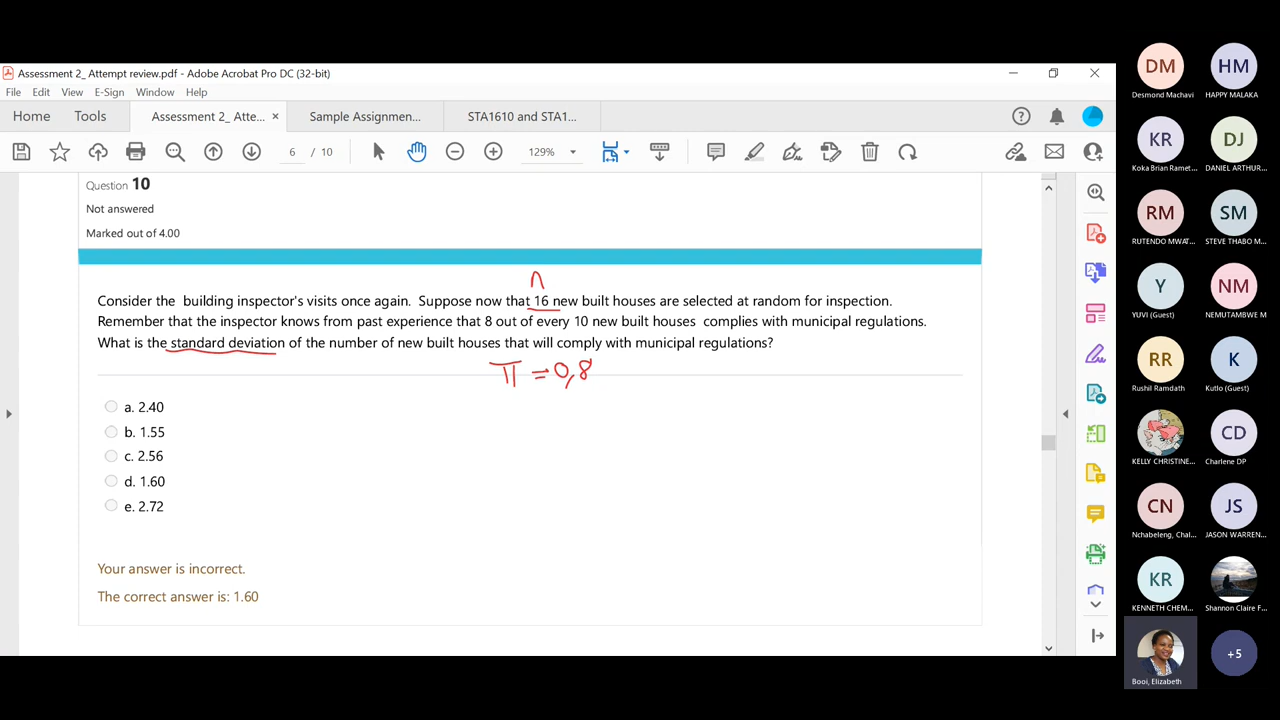 Assessment 2_ Attempt review.pdf - Adobe Acrobat Pro DC (32-bit)
File Edit View E-Sign Window Help
Home Tools Assessment 2_ Atte... × Sample Assignmen... STA1610 and STA1...
6 / 10 129%
Question 10
Not answered
Marked out of 4.00
n
Consider the building inspector's visits once again. Suppose now that 16 new built houses are selected at random for inspection.
Remember that the inspector knows from past experience that 8 out of every 10 new built houses complies with municipal regulations.
What is the standard deviation of the number of new built houses that will comply with municipal regulations?
π = 0,8
a. 2.40
b. 1.55
c. 2.56
d. 1.60
e. 2.72
Your answer is incorrect.
The correct answer is: 1.60
DM HM
Desmond Machavi HAPPY MALAKA
KR DJ
Koka Brian Ramet... DANIEL ARTHUR...
RM SM
RUTENDO MWAT... STEVE THABO M...
Y NM
YUVI (Guest) NEMUTAMBWE M
RR K
Rushil Ramdath Kutlo (Guest)
CD
KELLY CHRISTINE... Charlene DP
CN JS
Nchabeleng, Chal... JASON WARREN...
KR
KENNETH CHEM... Shannon Claire F...
+5
Booi, Elizabeth